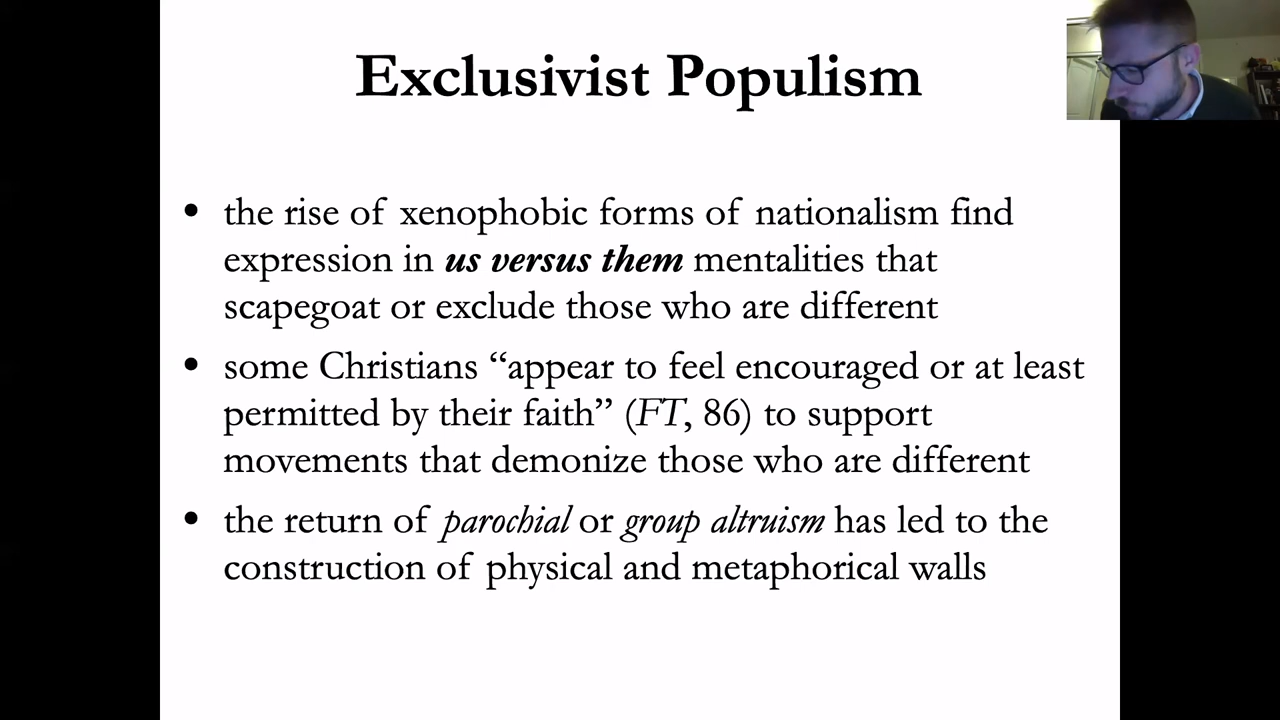 Exclusivist Populism
• the rise of xenophobic forms of nationalism find
expression in us versus them mentalities that
scapegoat or exclude those who are different
• some Christians “appear to feel encouraged or at least
permitted by their faith” (FT, 86) to support
movements that demonize those who are different
• the return of parochial or group altruism has led to the
construction of physical and metaphorical walls